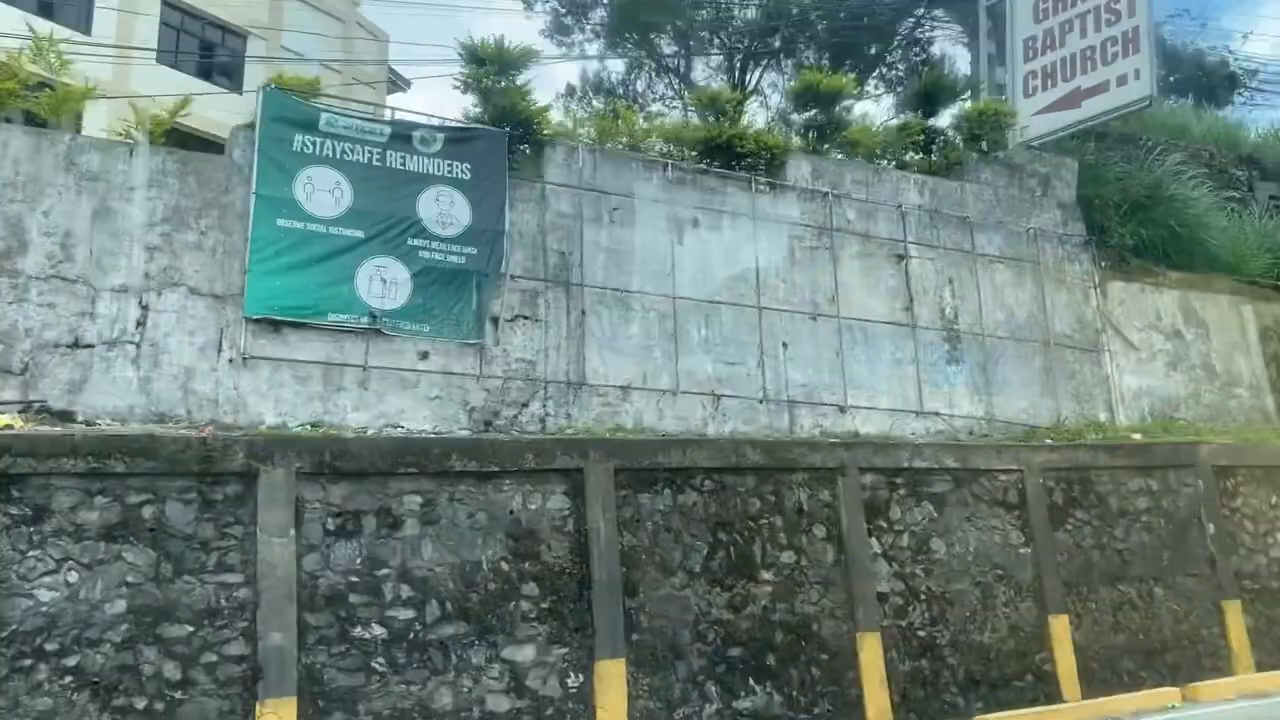 #STAYSAFE REMINDERS
OBSERVE SOCIAL DISTANCING
ALWAYS WEAR FACE MASK
AND FACE SHIELD
BAPTIST
CHURCH